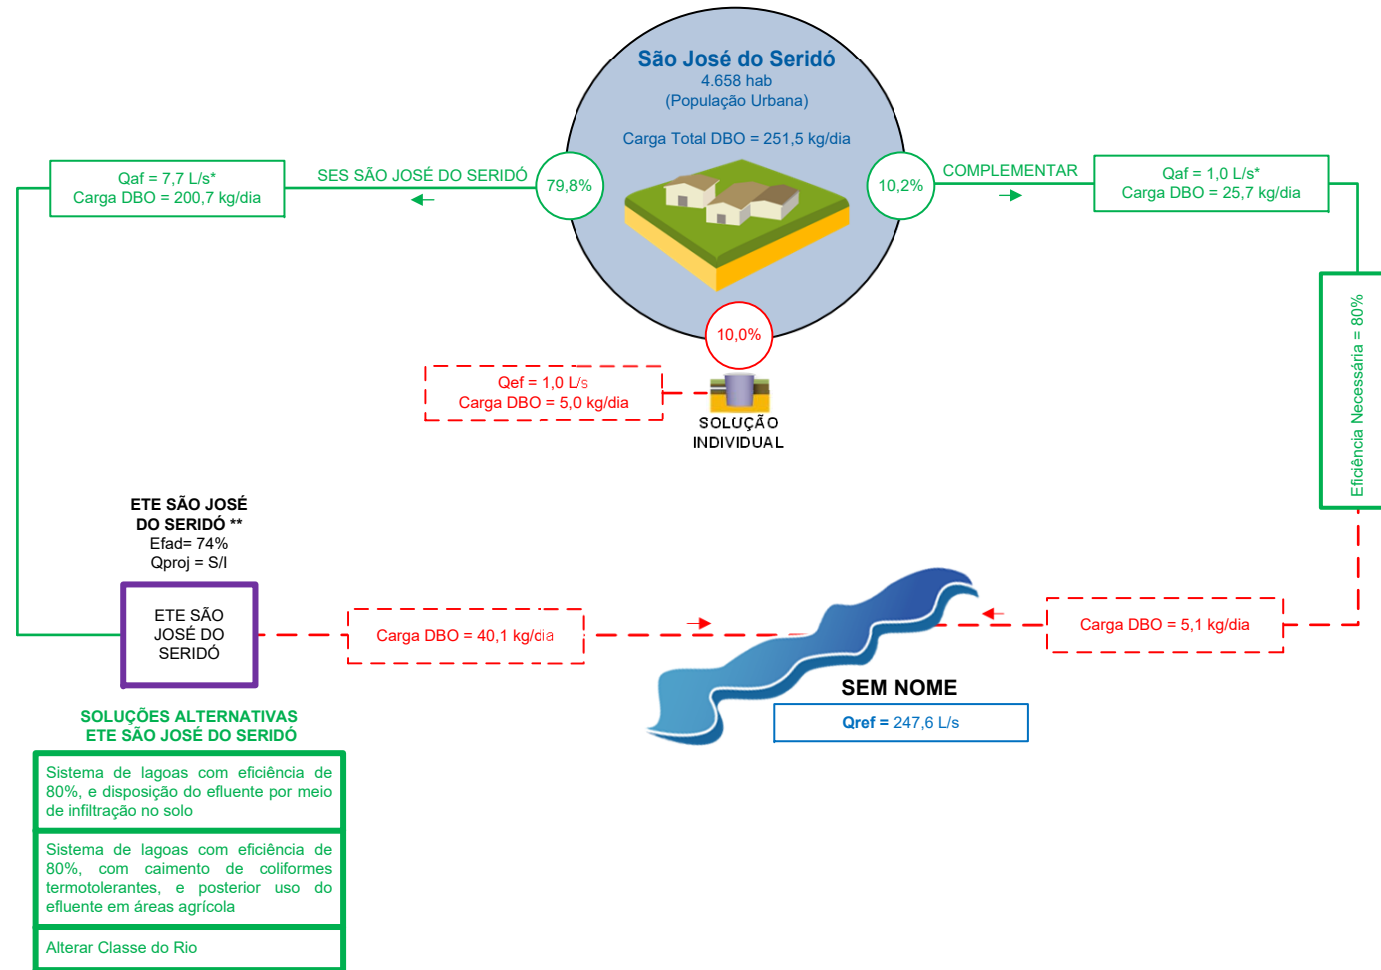 São José do Seridó
4.658 hab
(População Urbana)
Carga Total DBO = 251,5 kg/dia
79,8%
SES SÃO JOSÉ DO SERIDÓ
Qaf = 7,7 L/s*
Carga DBO = 200,7 kg/dia
10,2%
COMPLEMENTAR
Qaf = 1,0 L/s*
Carga DBO = 25,7 kg/dia
Eficiência Necessária = 80%
10,0%
Qef = 1,0 L/s
Carga DBO = 5,0 kg/dia
SOLUÇÃO
INDIVIDUAL
ETE SÃO JOSÉ
DO SERIDÓ **
Efad= 74%
Qproj = S/I
ETE SÃO
JOSÉ DO
SERIDÓ
Carga DBO = 40,1 kg/dia
Carga DBO = 5,1 kg/dia
SEM NOME
Qref = 247,6 L/s
SOLUÇÕES ALTERNATIVAS
ETE SÃO JOSÉ DO SERIDÓ
Sistema de lagoas com eficiência de
80%, e disposição do efluente por meio
de infiltração no solo
Sistema de lagoas com eficiência de
80%, com caimento de coliformes
termotolerantes, e posterior uso do
efluente em áreas agrícola
Alterar Classe do Rio